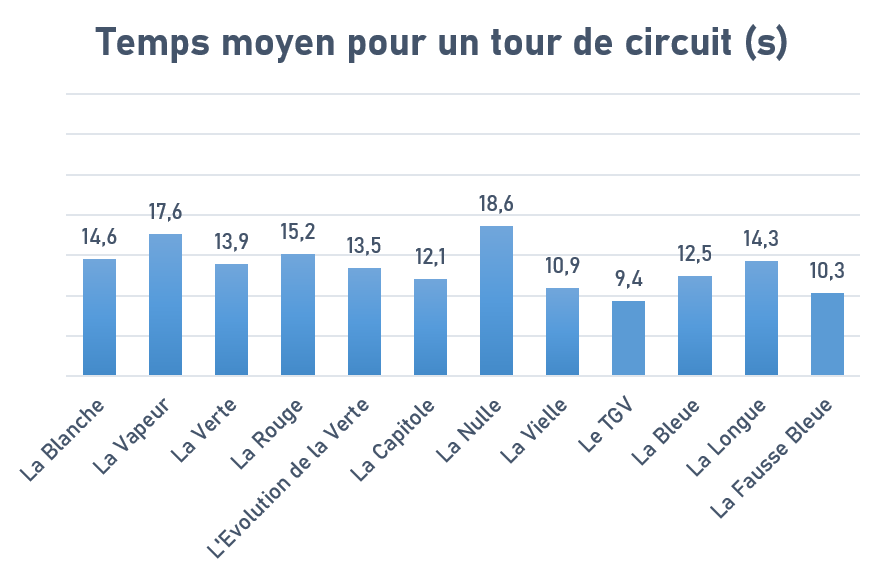 Temps moyen pour un tour de circuit (s)
14,6
17,6
13,9
15,2
13,5
12,1
18,6
10,9
9,4
12,5
14,3
10,3
La Blanche
La Vapeur
La Verte
La Rouge
L'Evolution de la Verte
La Capitole
La Nulle
La Vielle
Le TGV
La Bleue
La Longue
La Fausse Bleue